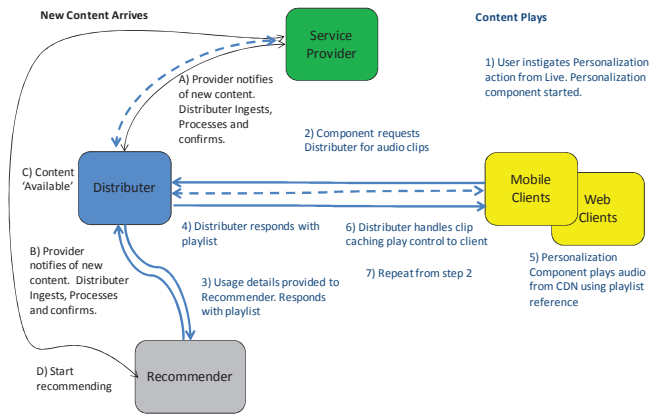 New Content Arrives
Content Plays
Service
Provider
1) User instigates Personalization
action from Live. Personalization
component started.
A) Provider notifies
of new content.
Distributer Ingests,
Processes and
confirms.
2) Component requests
Distributer for audio clips
C) Content
‘Available’
Distributer
Mobile
Clients
Web
Clients
4) Distributer responds with
playlist
6) Distributer handles clip
caching play control to client
B) Provider
notifies of new
content.  Distributer
Ingests, Processes
and confirms.
3) Usage details provided to
Recommender. Responds
with playlist
7) Repeat from step 2
5) Personalization
Component plays audio
from CDN using playlist
reference
D) Start
recommending
Recommender